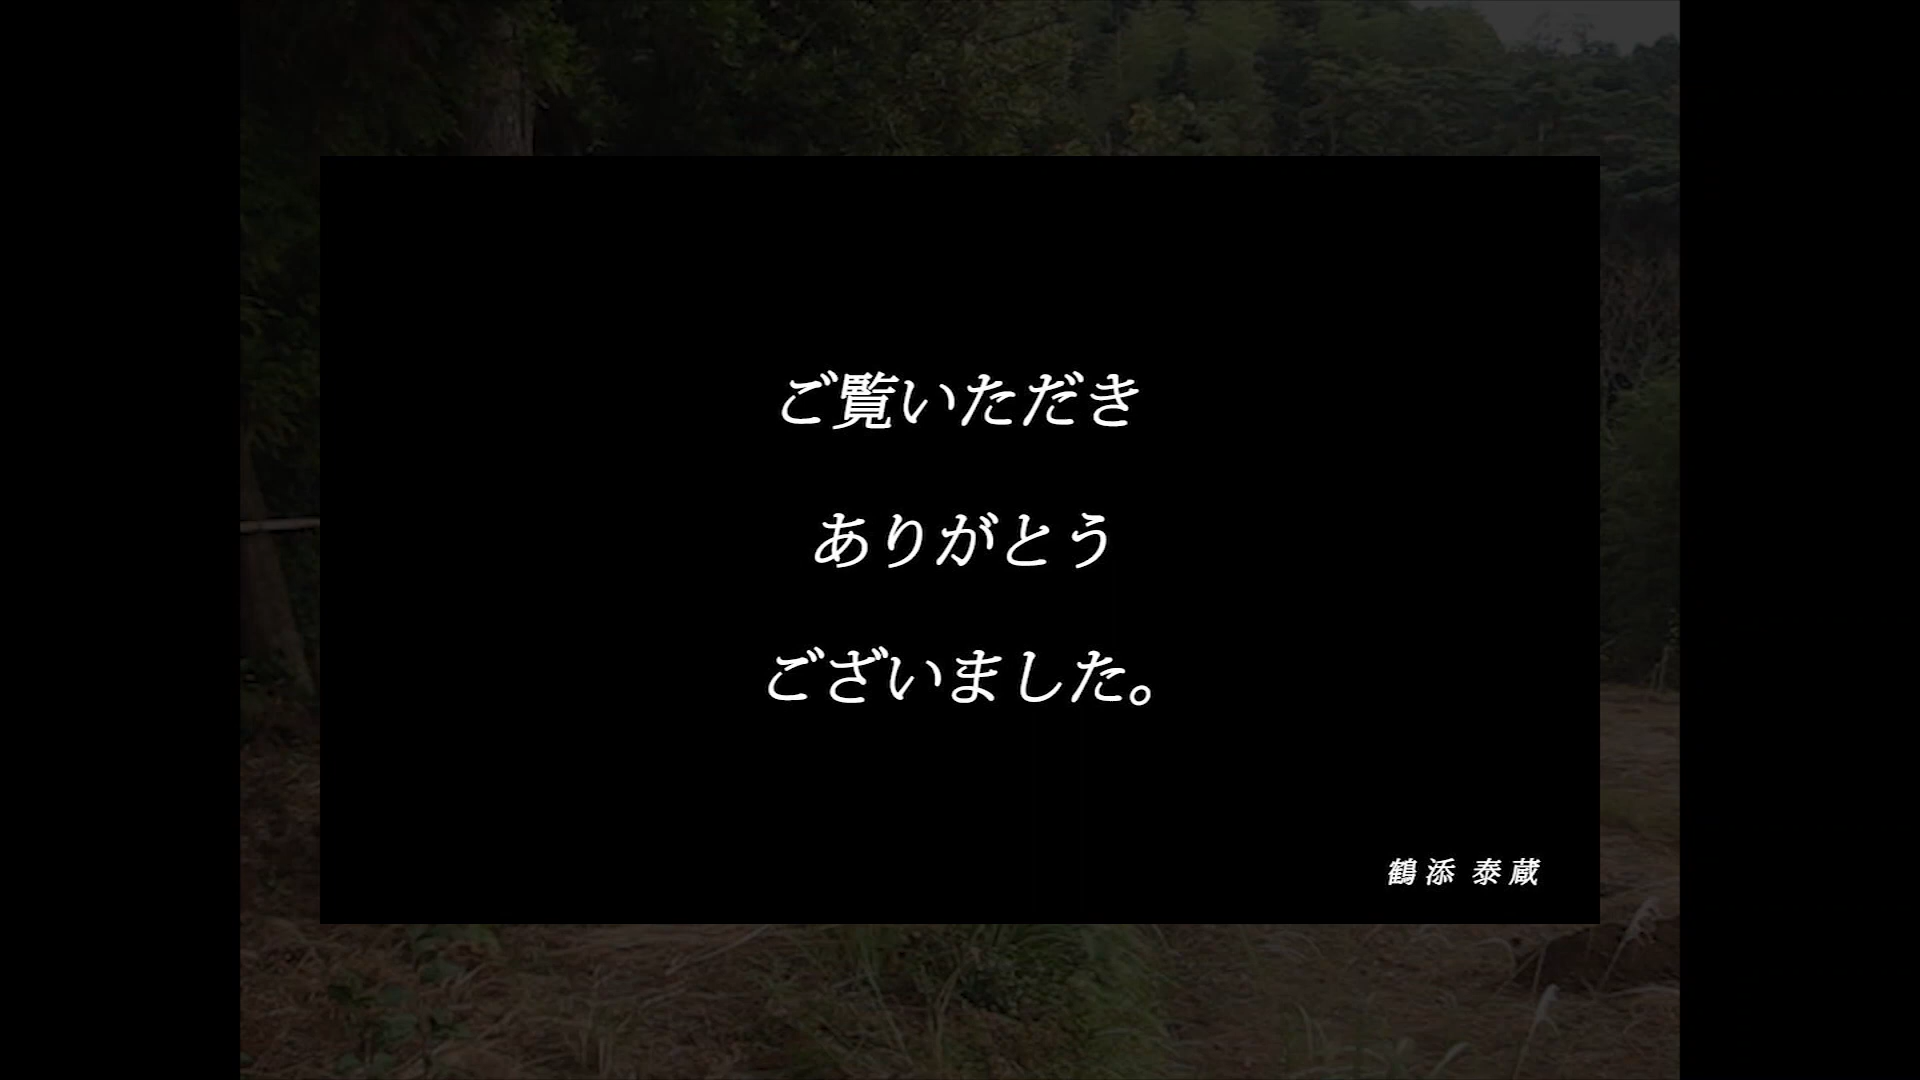 ご覧いただき
ありがとう
ございました。
鶴添 泰蔵